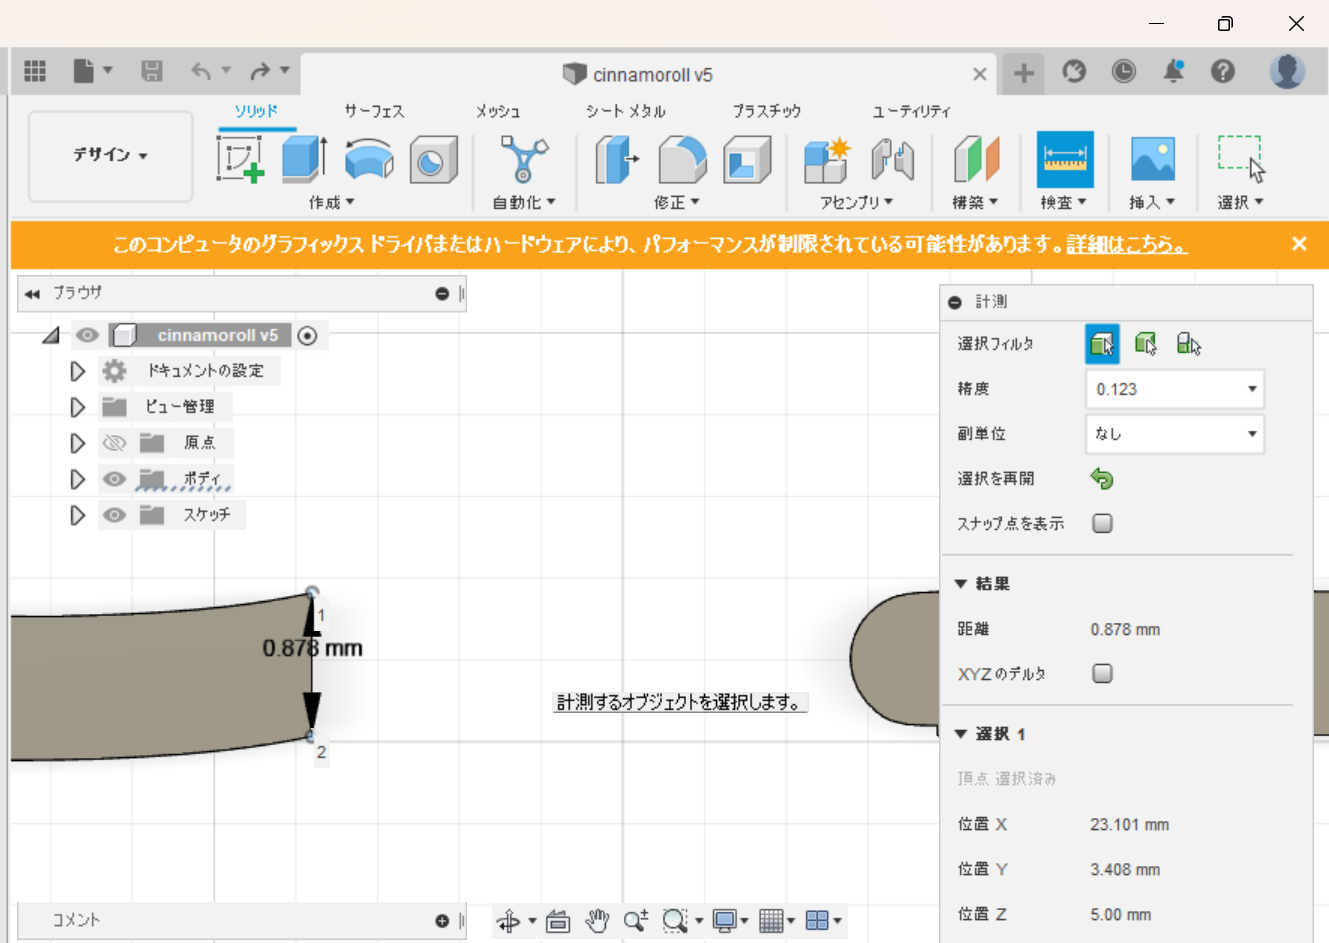 cinnamoroll v5
ソリッド サーフェス メッシュ シート メタル プラスチック ユーティリティ
デザイン
作成 自動化 修正 アセンブリ 構築 検査 挿入 選択
このコンピュータのグラフィックス ドライバまたはハードウェアにより、パフォーマンスが制限されている可能性があります。詳細はこちら。
ブラウザ
cinnamoroll v5
ドキュメントの設定
ビュー管理
原点
ボディ
スケッチ
1
0.878 mm
2
計測するオブジェクトを選択します。
計測
選択フィルタ
精度 0.123
副単位 なし
選択を再開
スナップ点を表示
結果
距離 0.878 mm
XYZ のデルタ
選択 1
頂点 選択済み
位置 X 23.101 mm
位置 Y 3.408 mm
位置 Z 5.00 mm
コメント